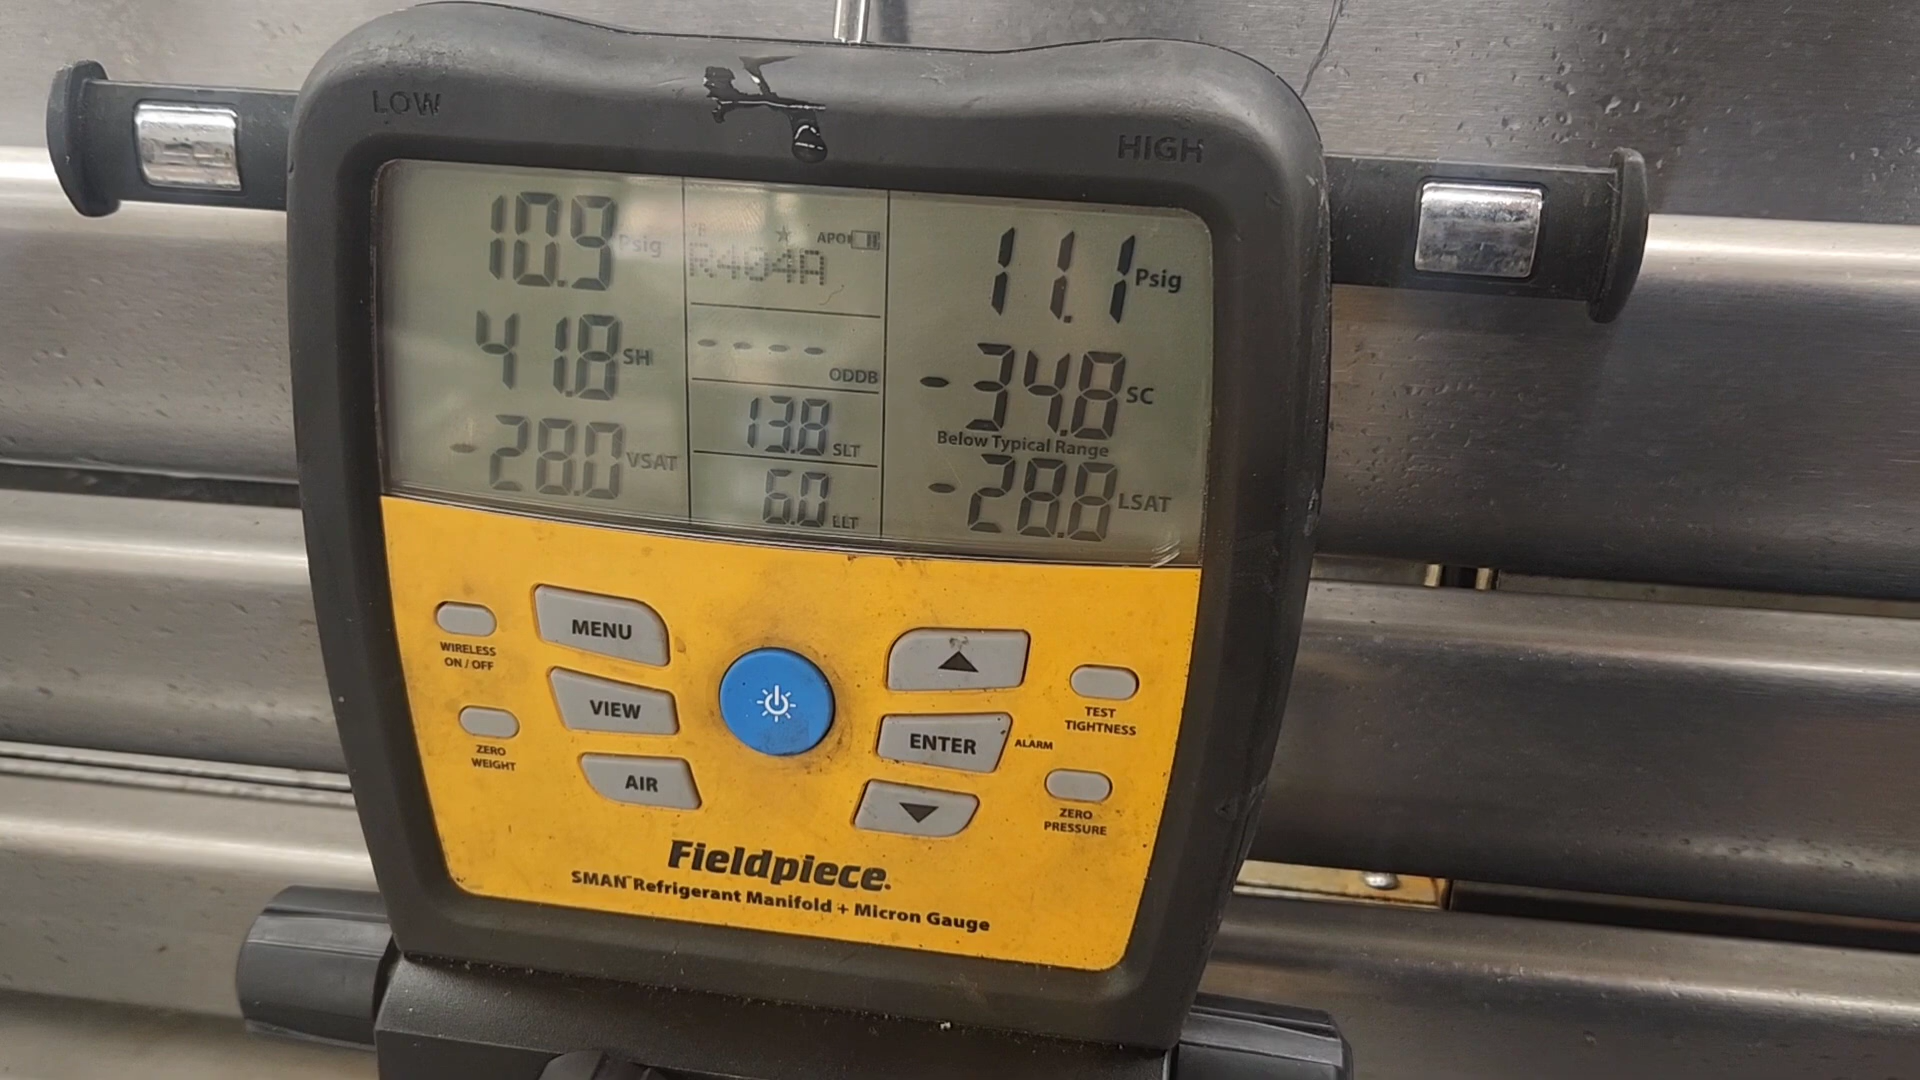 LOW
HIGH
10.9 Psig
41.8 SH
-28.0 VSAT
°F
APO
R404A
---- ODDB
13.8 SLT
6.0 LLT
11.1 Psig
-34.8 SC
Below Typical Range
-28.8 LSAT
WIRELESS
ON / OFF
MENU
VIEW
ZERO
WEIGHT
AIR
ENTER
ALARM
TEST
TIGHTNESS
ZERO
PRESSURE
Fieldpiece
SMAN™ Refrigerant Manifold + Micron Gauge